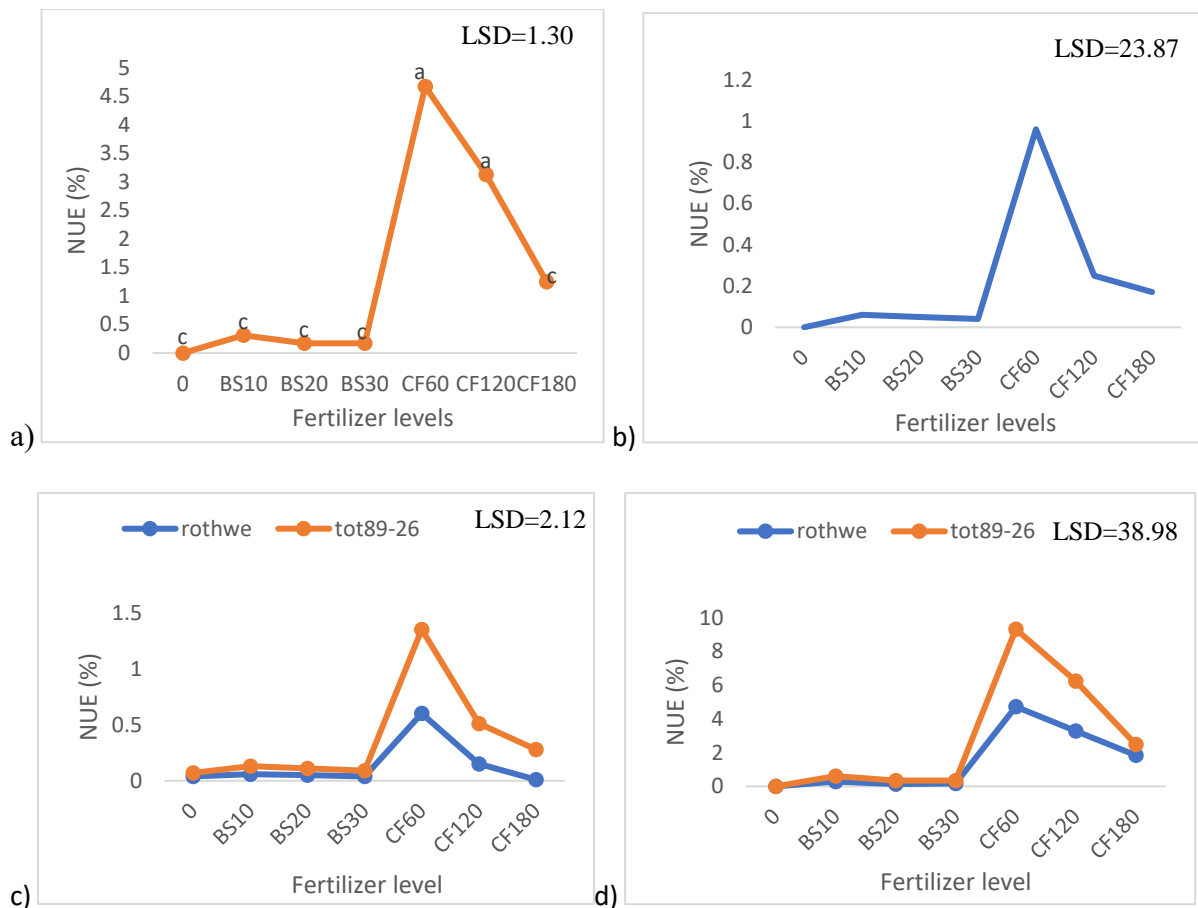 LSD=1.30
5
4.5
4
3.5
3
2.5
2
1.5
1
0.5
0
NUE (%)
c
c
c
c
a
a
c
0 BS10 BS20 BS30 CF60 CF120 CF180
Fertilizer levels
a)
LSD=23.87
1.2
1
0.8
0.6
0.4
0.2
0
NUE (%)
0 BS10 BS20 BS30 CF60 CF120 CF180
Fertilizer levels
b)
rothwe tot89-26
LSD=2.12
1.5
1
0.5
0
NUE (%)
0 BS10 BS20 BS30 CF60 CF120 CF180
Fertilizer level
c)
rothwe tot89-26
LSD=38.98
10
8
6
4
2
0
NUE (%)
0 BS10 BS20 BS30 CF60 CF120 CF180
Fertilizer level
d)